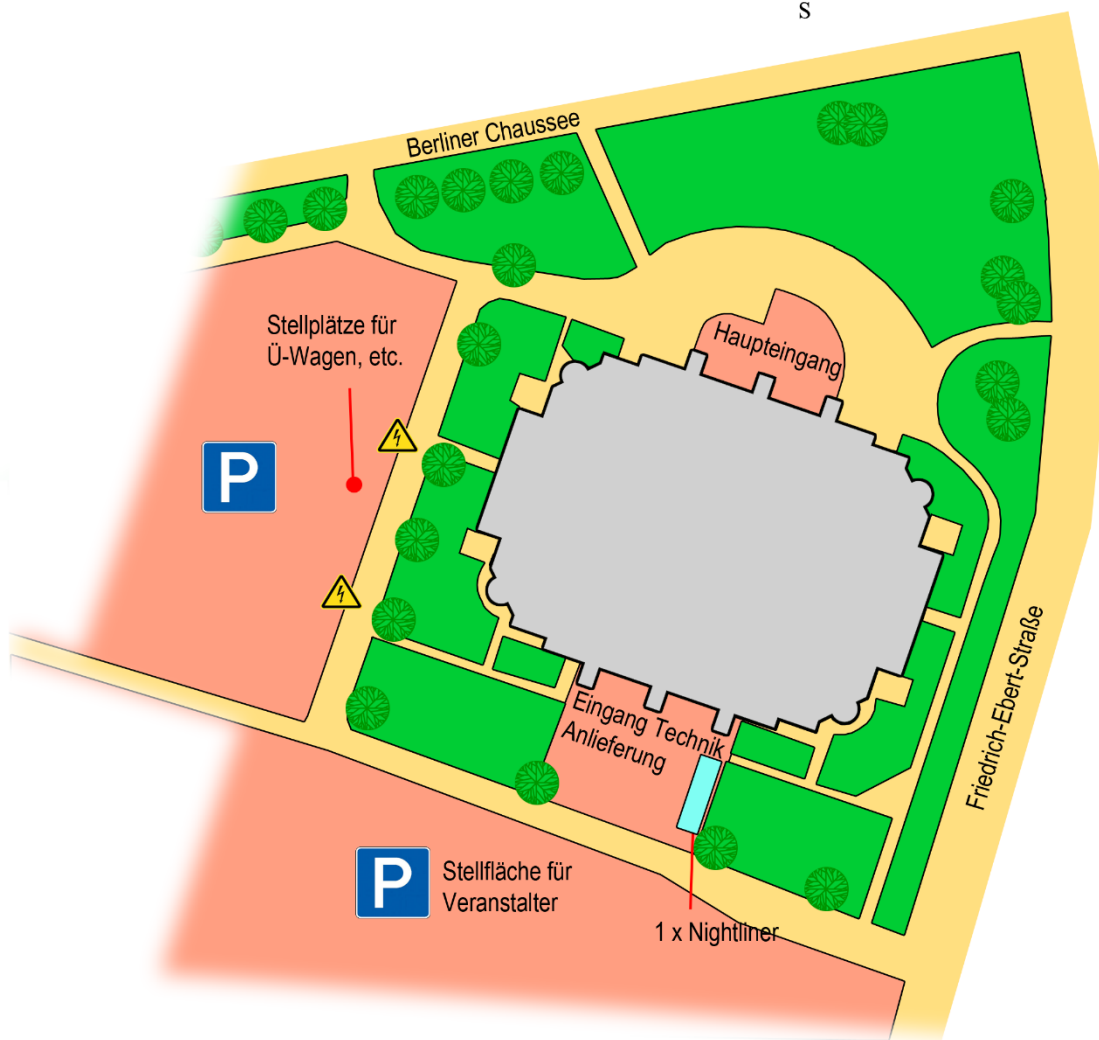 s
Berliner Chaussee
Stellplätze für
Ü-Wagen, etc.
Haupteingang
P
Eingang Technik
Anlieferung
Friedrich-Ebert-Straße
P
Stellfläche für
Veranstalter
1 x Nightliner